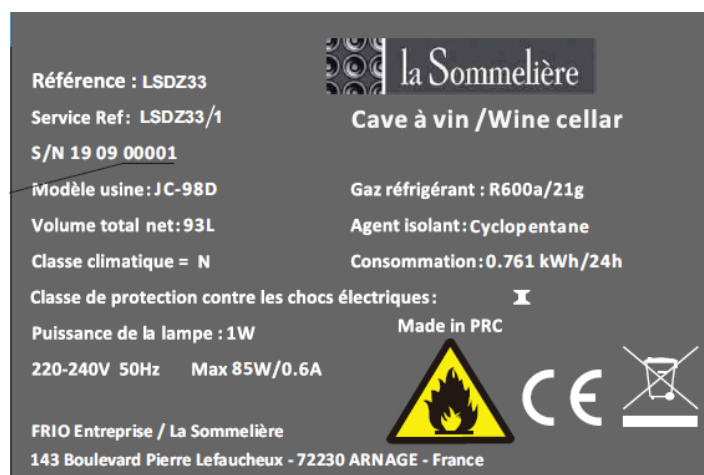 la Sommelière
Référence : LSDZ33
Service Ref: LSDZ33/1
Cave à vin /Wine cellar
S/N 19 09 00001
Modèle usine: JC-98D
Gaz réfrigérant : R600a/21g
Volume total net: 93L
Agent isolant: Cyclopentane
Classe climatique = N
Consommation: 0.761 kWh/24h
Classe de protection contre les chocs électriques: I
Puissance de la lampe : 1W
Made in PRC
220-240V 50Hz Max 85W/0.6A
CE
FRIO Entreprise / La Sommelière
143 Boulevard Pierre Lefaucheux - 72230 ARNAGE - France